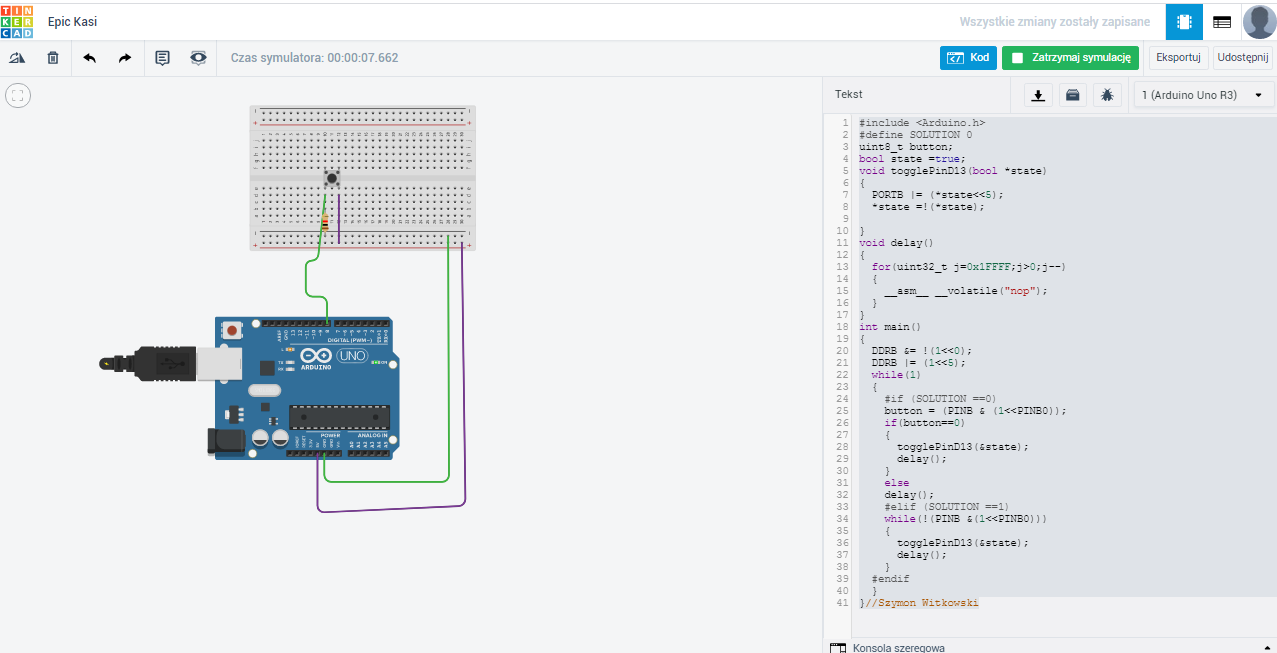 TIN
KER
CAD
Epic Kasi
Wszystkie zmiany zostały zapisane
Czas symulatora: 00:00:07.662
Kod
Zatrzymaj symulację
Eksportuj
Udostępnij
Tekst
1 (Arduino Uno R3)
1 #include <Arduino.h>
2 #define SOLUTION 0
3 uint8_t button;
4 bool state =true;
5 void togglePinD13(bool *state)
6 {
7 PORTB |= (*state<<5);
8 *state =!(*state);
9
10 }
11 void delay()
12 {
13 for(uint32_t j=0x1FFFF;j>0;j--)
14 {
15 __asm__ __volatile("nop");
16 }
17 }
18 int main()
19 {
20 DDRB &= !(1<<0);
21 DDRB |= (1<<5);
22 while(1)
23 {
24 #if (SOLUTION ==0)
25 button = (PINB & (1<<PINB0));
26 if(button==0)
27 {
28 togglePinD13(&state);
29 delay();
30 }
31 else
32 delay();
33 #elif (SOLUTION ==1)
34 while(!(PINB &(1<<PINB0)))
35 {
36 togglePinD13(&state);
37 delay();
38 }
39 #endif
40 }
41 }//Szymon Witkowski
DIGITAL (PWM~)
UNO
ARDUINO
POWER
ANALOG IN
Konsola szeregowa